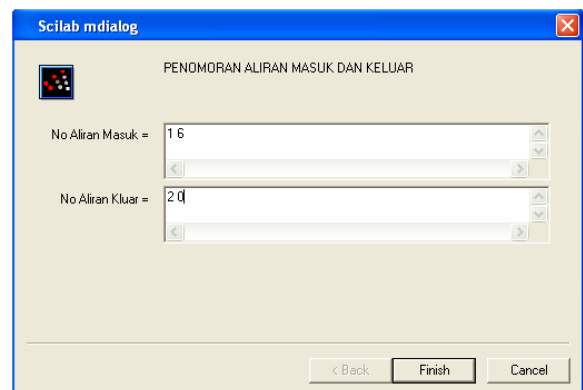 Scilab mdialog
PENOMORAN ALIRAN MASUK DAN KELUAR
No Aliran Masuk =
1 6
No Aliran Kluar =
2 0
< Back
Finish
Cancel